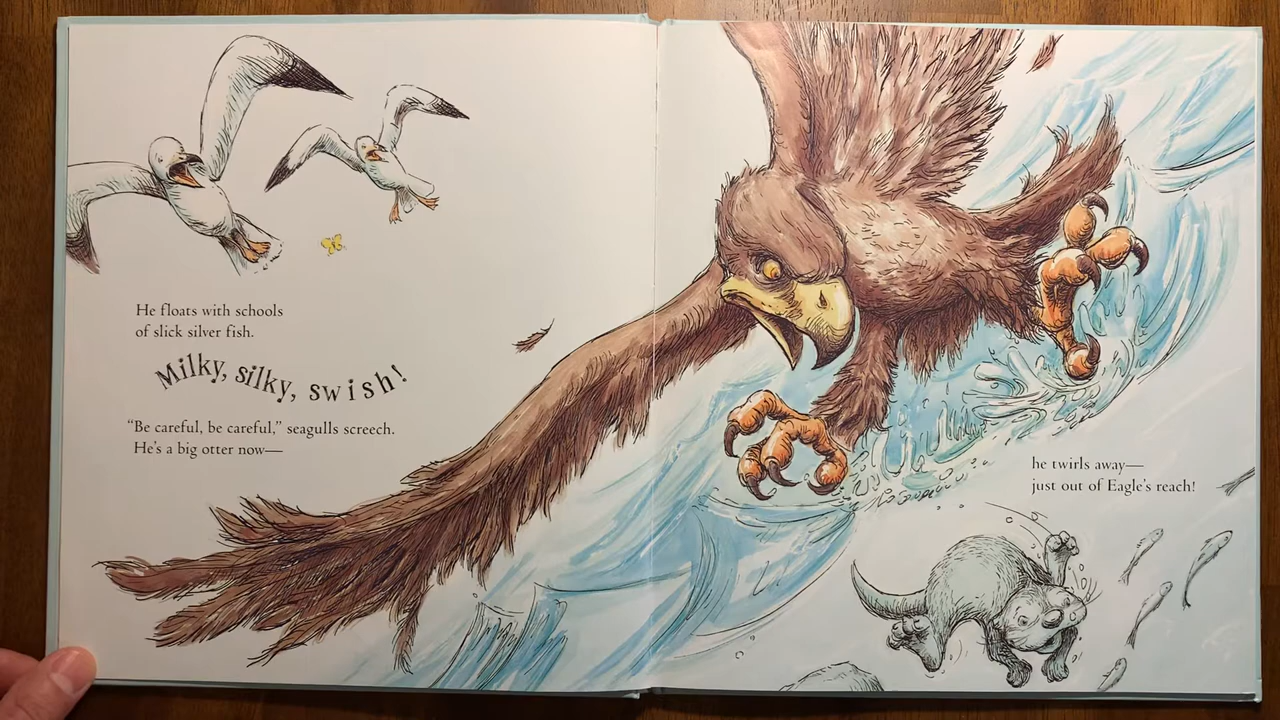 He floats with schools
of slick silver fish.
Milky, silky, swish!
“Be careful, be careful,” seagulls screech.
He’s a big otter now—
he twirls away—
just out of Eagle’s reach!